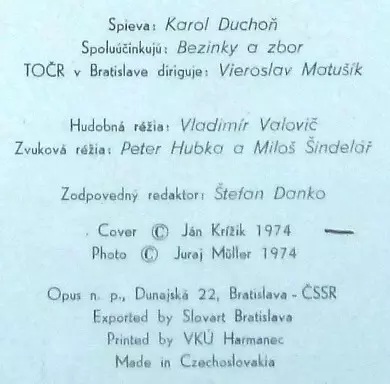 Spieva: Karol Duchoň
Spoluúčinkujú: Bezinky a zbor
TOČR v Bratislave diriguje: Vieroslav Matušík
Hudobná réžia: Vladimír Valovič
Zvuková réžia: Peter Hubka a Miloš Šindelář
Zodpovedný redaktor: Štefan Danko
Cover © Ján Krížik 1974
Photo © Juraj Müller 1974
Opus n. p., Dunajská 22, Bratislava - ČSSR
Exported by Slovart Bratislava
Printed by VKÚ Harmanec
Made in Czechoslovakia